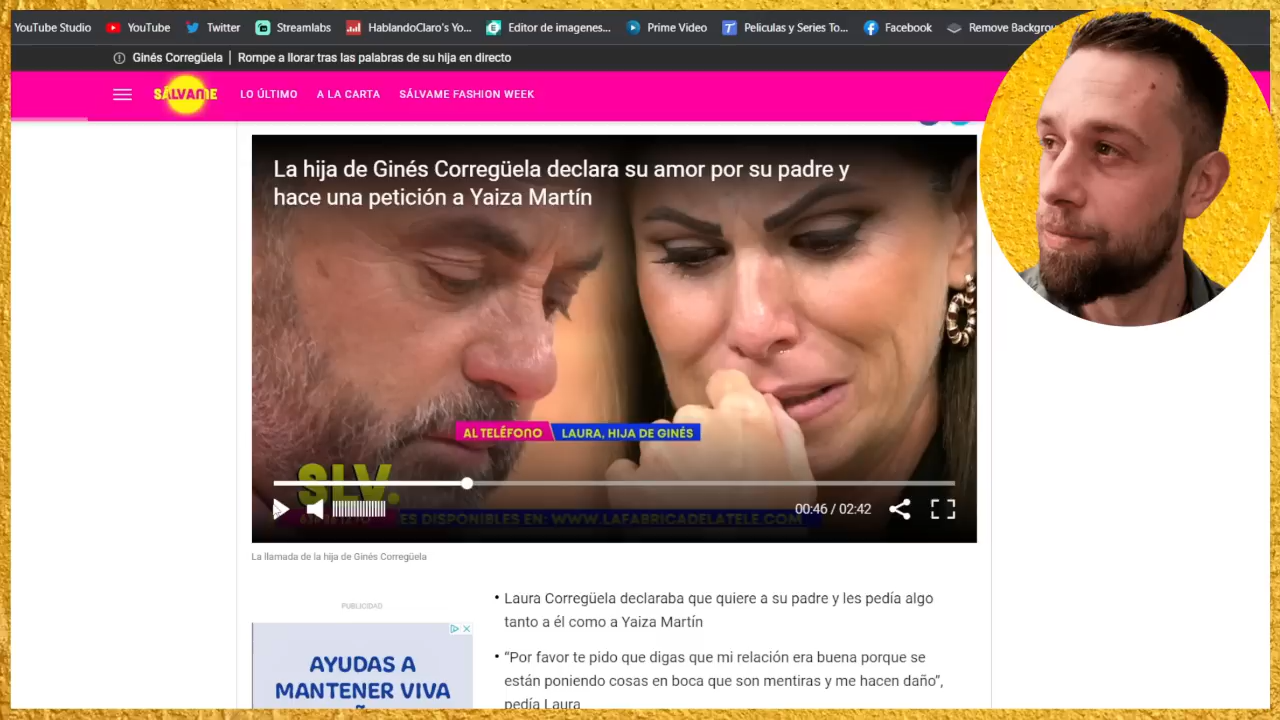 YouTube Studio YouTube Twitter Streamlabs HablandoClaro's Yo... Editor de imagenes... Prime Video Peliculas y Series To... Facebook Remove
Ginés Corregüela | Rompe a llorar tras las palabras de su hija en directo
SÁLVAME LO ÚLTIMO A LA CARTA SÁLVAME FASHION WEEK
La hija de Ginés Corregüela declara su amor por su padre y
hace una petición a Yaiza Martín
AL TELÉFONO LAURA, HIJA DE GINÉS
SLV.
00:46 / 02:42
ES DISPONIBLES EN: WWW.LAFABRICADELATELE.COM
La llamada de la hija de Ginés Corregüela
PUBLICIDAD
AYUDAS A
MANTENER VIVA
• Laura Corregüela declaraba que quiere a su padre y les pedía algo
tanto a él como a Yaiza Martín
• “Por favor te pido que digas que mi relación era buena porque se
están poniendo cosas en boca que son mentiras y me hacen daño”,
pedía Laura